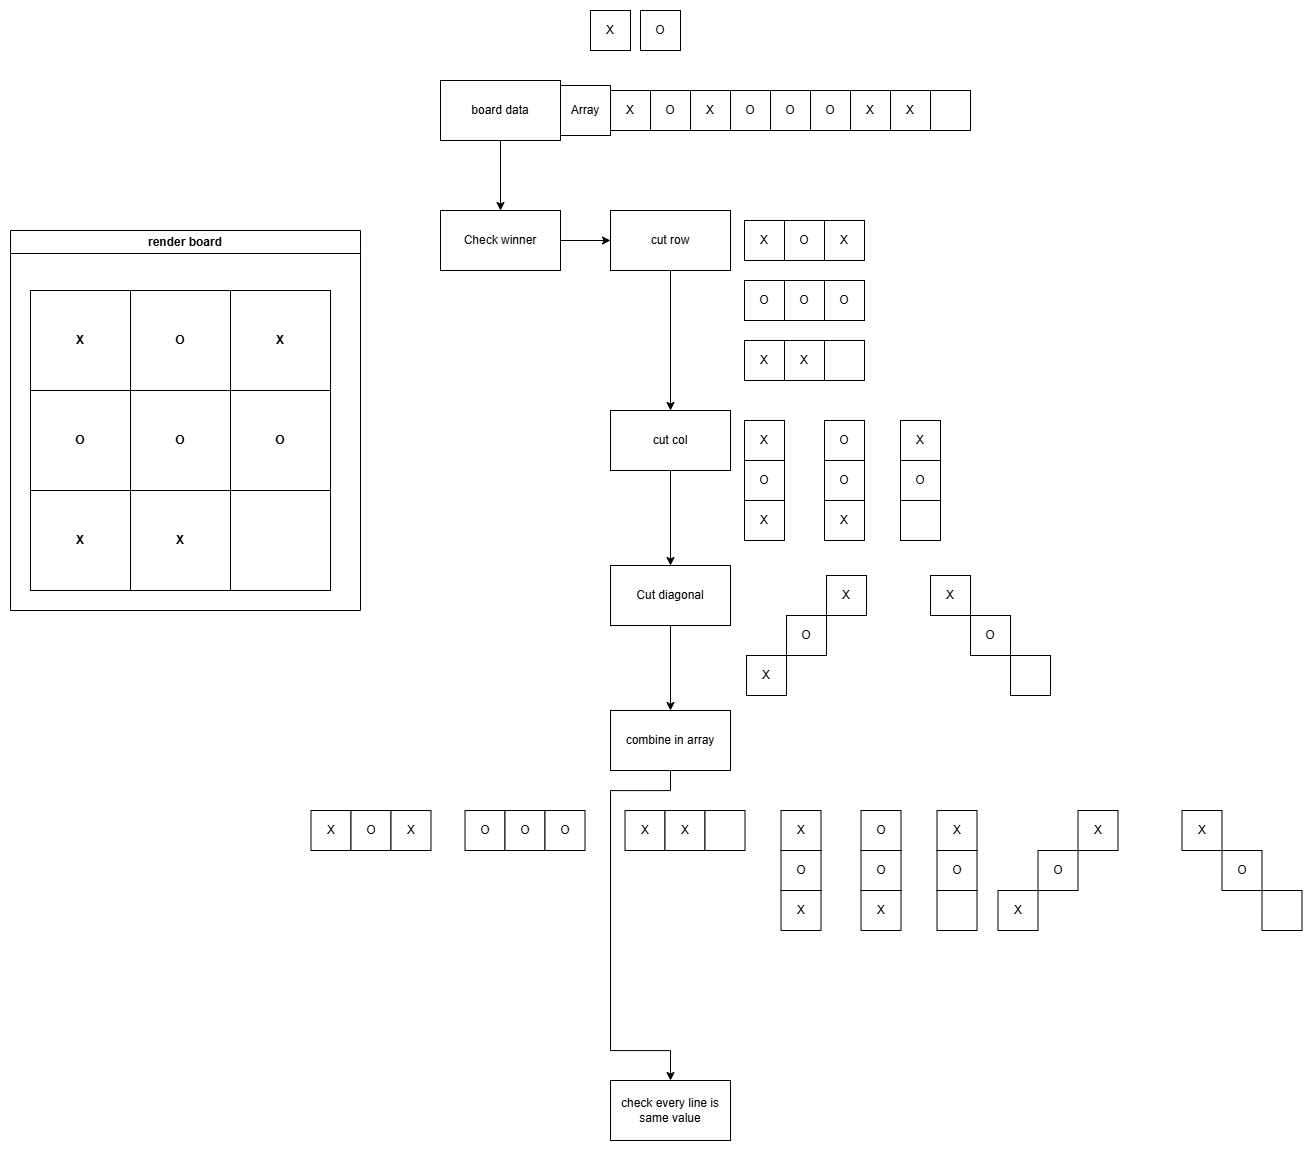 X O
board data Array X O X O O O X X
Check winner cut row X O X
render board
O O O
X O X
X X
O O O
cut col X O X
O O O
X X
X X
Cut diagonal X X
O O
X
combine in array
X O X O O O X X X O X X X
O O O O O
X X X
check every line is
same value